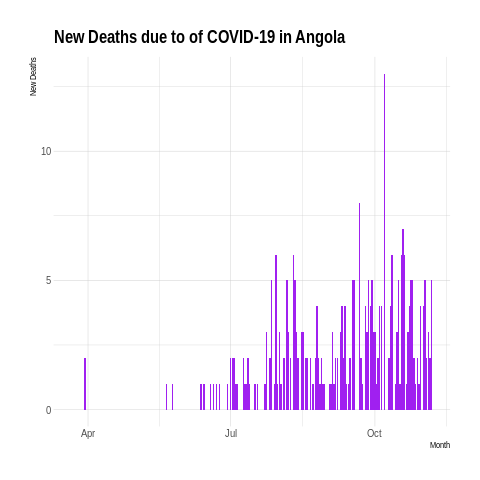 New Deaths due to of COVID-19 in Angola
New Deaths
10
5
0
Apr
Jul
Oct
Month